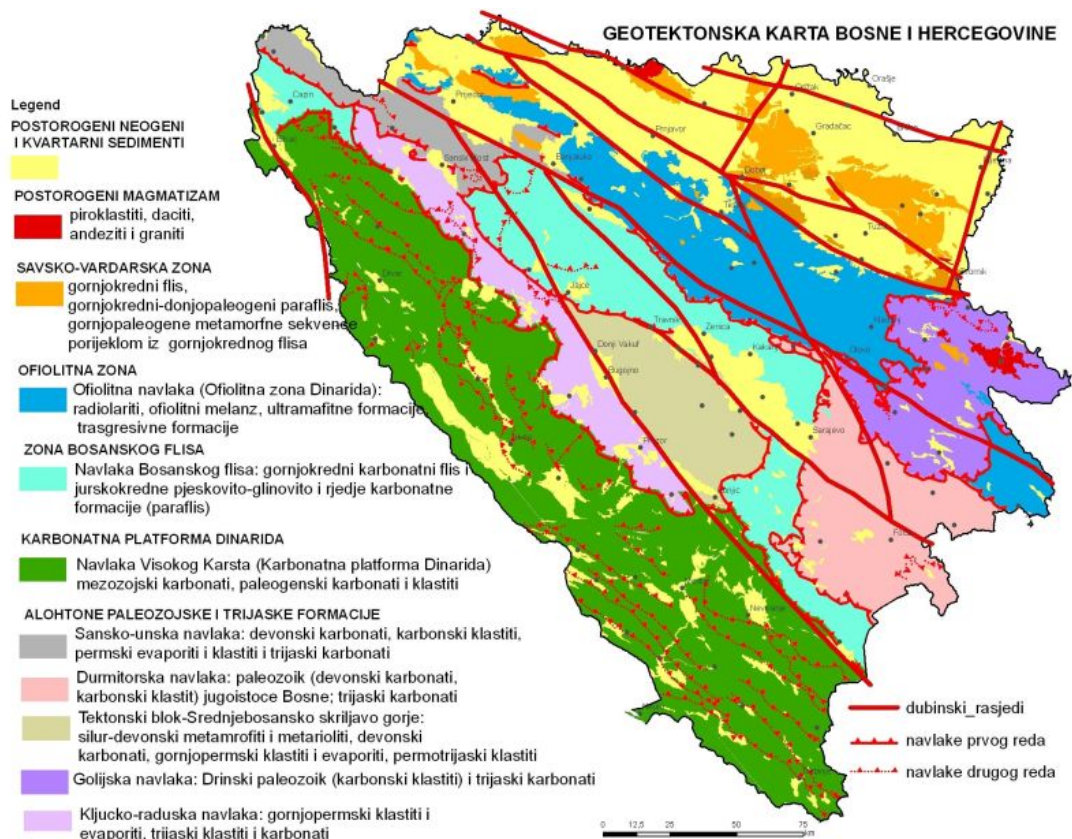 GEOTEKTONSKA KARTA BOSNE I HERCEGOVINE
Legend
POSTOROGENI NEOGENI
I KVARTARNI SEDIMENTI
POSTOROGENI MAGMATIZAM
piroklastiti, daciti,
andeziti i graniti
SAVSKO-VARDARSKA ZONA
gornjokredni flis,
gornjokredni-donjopaleogeni paraflis,
gornjopaleogene metamorfne sekvence
porijeklom iz gornjokrednog flisa
OFIOLITNA ZONA
Ofiolitna navlaka (Ofiolitna zona Dinarida):
radiolariti, ofiolitni melanz, ultramafitne formacije,
trasgresivne formacije
ZONA BOSANSKOG FLISA
Navlaka Bosanskog flisa: gornjokredni karbonatni flis i
jurskokredne pjeskovito-glinovito i rjedje karbonatne
formacije (paraflis)
KARBONATNA PLATFORMA DINARIDA
Navlaka Visokog Karsta (Karbonatna platforma Dinarida)
mezozojski karbonati, paleogenski karbonati i klastiti
ALOHTONE PALEOZOJSKE I TRIJASKE FORMACIJE
Sansko-unska navlaka: devonski karbonati, karbonski klastiti,
permski evaporiti i klastiti i trijaski karbonati
Durmitorska navlaka: paleozoik (devonski karbonati,
karbonski klastit) jugoistoce Bosne; trijaski karbonati
Tektonski blok-Srednjebosansko skriljavo gorje:
silur-devonski metamrofiti i metarioliti, devonski
karbonati, gornjopermski klastiti i evaporiti, permotrijaski klastiti
Golijska navlaka: Drinski paleozoik (karbonski klastiti) i trijaski karbonati
Kljucko-raduska navlaka: gornjopermski klastiti i
evaporiti, trijaski klastiti i karbonati
Cazin
Prijedor
Prnjavor
Orašje
Gradačac
Sanski Most
Banjaluka
Doboj
Drvar
Jajce
Travnik
Zenica
Kakanj
Olovo
Donji Vakuf
Bugojno
Sarajevo
Prozor
Konjic
Nevesinje
dubinski_rasjedi
navlake prvog reda
navlake drugog reda
0 12,5 25 50 75
km